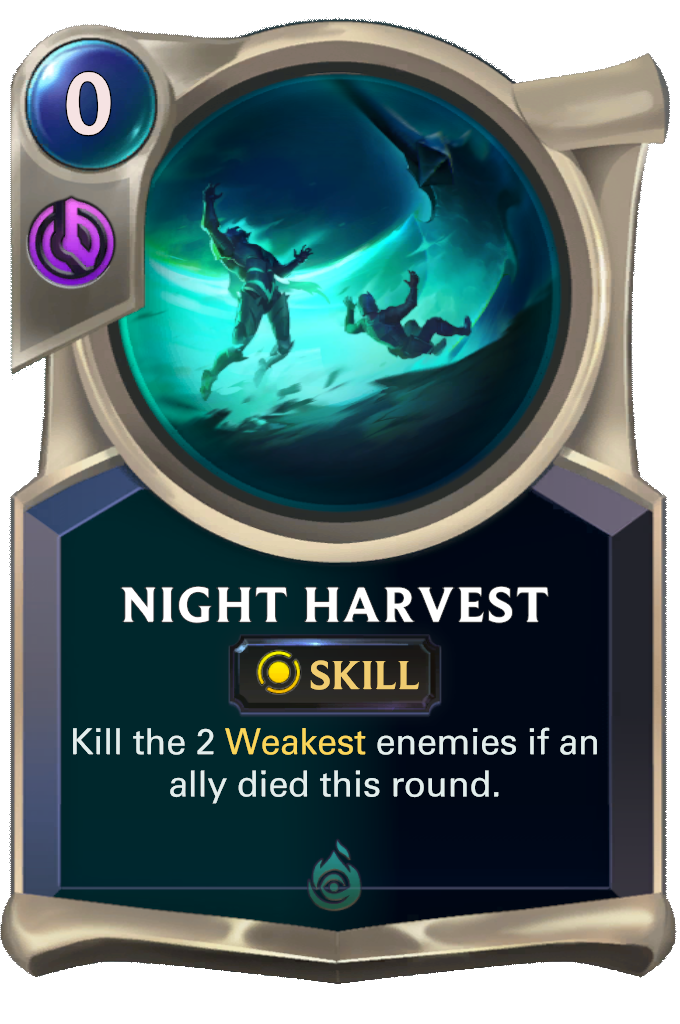 0
NIGHT HARVEST
SKILL
Kill the 2 Weakest enemies if an
ally died this round.